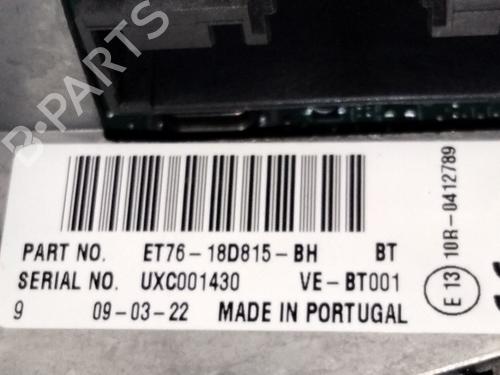 B-PARTS
PART NO. ET76-18D815-BH BT
SERIAL NO. UXC001430 VE-BT001
9 09-03-22 MADE IN PORTUGAL
E 13 10R-0412789